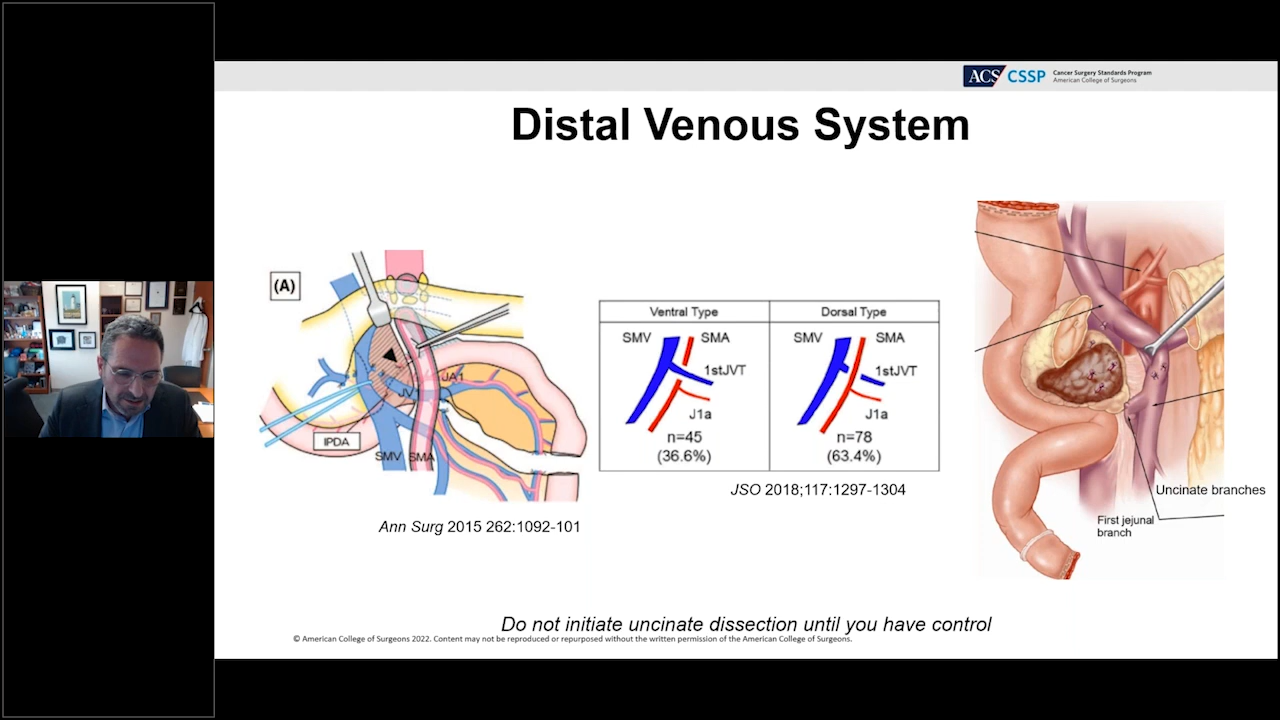 ACS CSSP Cancer Surgery Standards Program
American College of Surgeons
Distal Venous System
(A)
JA1
JV1
IPDA
SMV SMA
Ann Surg 2015 262:1092-101
Ventral Type
SMV SMA
1stJVT
J1a
n=45
(36.6%)
Dorsal Type
SMV SMA
1stJVT
J1a
n=78
(63.4%)
JSO 2018;117:1297-1304
Uncinate branches
First jejunal
branch
Do not initiate uncinate dissection until you have control
© American College of Surgeons 2022. Content may not be reproduced or repurposed without the written permission of the American College of Surgeons.